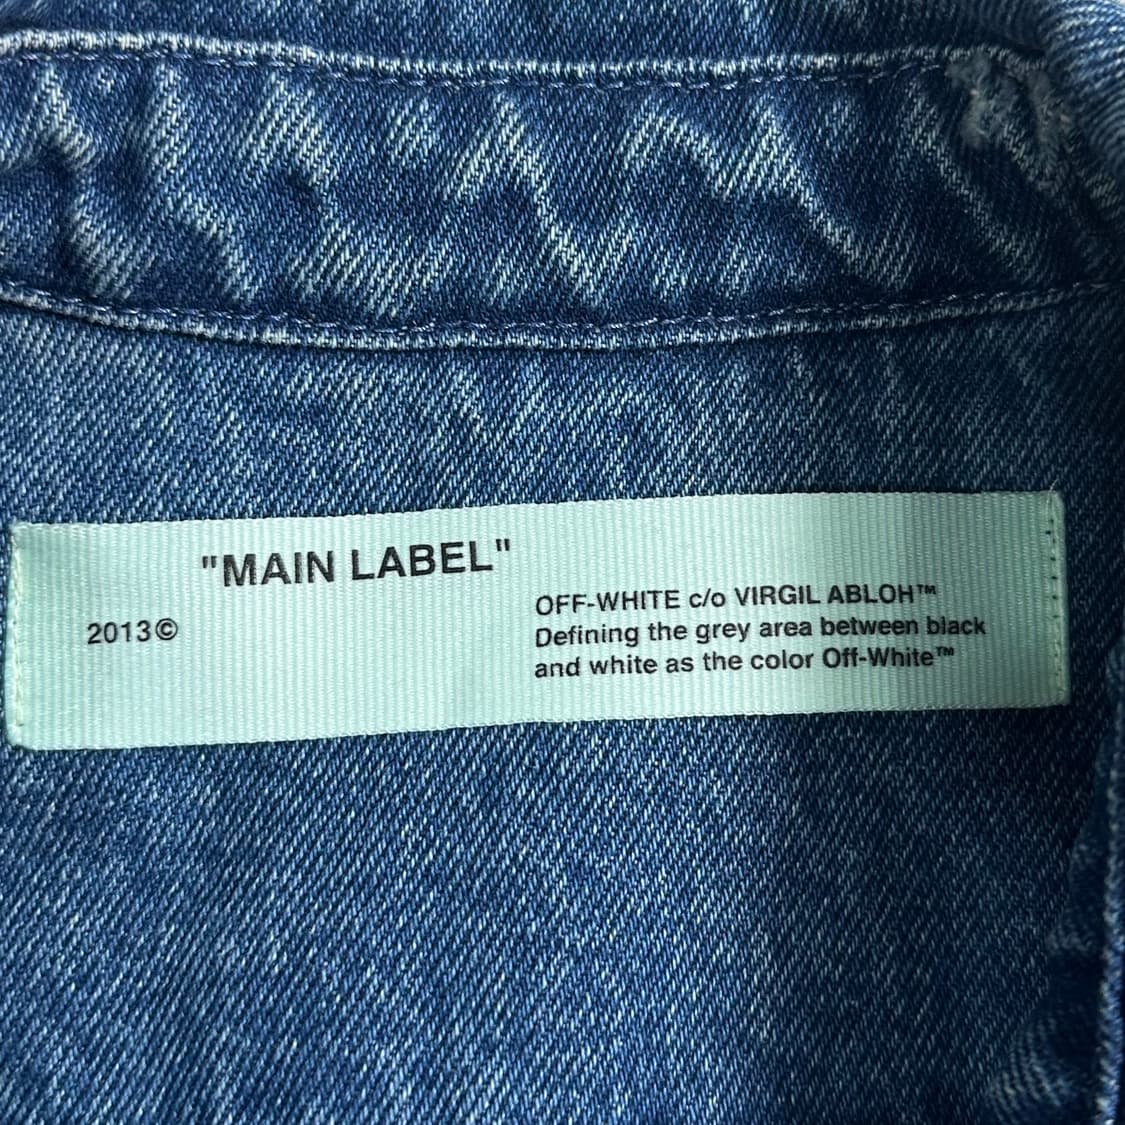 "MAIN LABEL"
2013©
OFF-WHITE c/o VIRGIL ABLOH™
Defining the grey area between black
and white as the color Off-White™